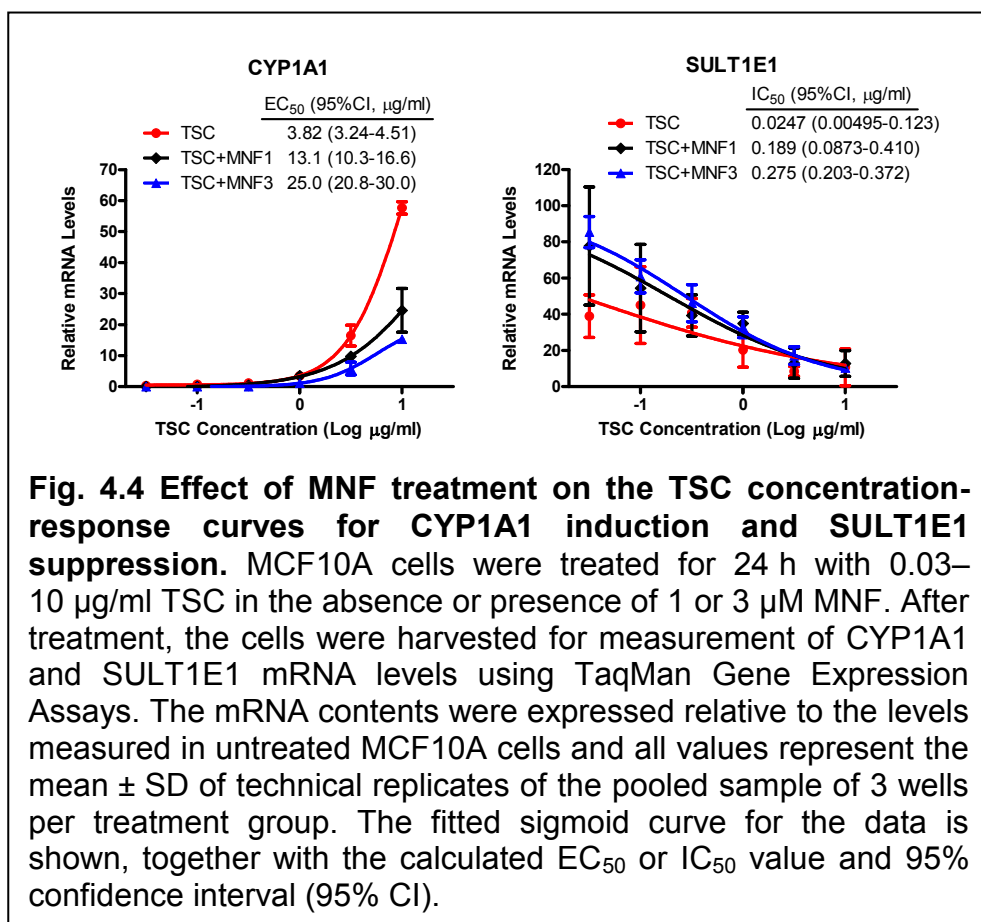 CYP1A1
EC50 (95%CI, μg/ml)
TSC 3.82 (3.24-4.51)
TSC+MNF1 13.1 (10.3-16.6)
TSC+MNF3 25.0 (20.8-30.0)
70
60
50
40
30
20
10
0
Relative mRNA Levels
-1 0 1
TSC Concentration (Log μg/ml)
SULT1E1
IC50 (95%CI, μg/ml)
TSC 0.0247 (0.00495-0.123)
TSC+MNF1 0.189 (0.0873-0.410)
TSC+MNF3 0.275 (0.203-0.372)
120
100
80
60
40
20
0
Relative mRNA Levels
-1 0 1
TSC Concentration (Log μg/ml)
Fig. 4.4 Effect of MNF treatment on the TSC concentration-
response curves for CYP1A1 induction and SULT1E1
suppression. MCF10A cells were treated for 24 h with 0.03–
10 μg/ml TSC in the absence or presence of 1 or 3 μM MNF. After
treatment, the cells were harvested for measurement of CYP1A1
and SULT1E1 mRNA levels using TaqMan Gene Expression
Assays. The mRNA contents were expressed relative to the levels
measured in untreated MCF10A cells and all values represent the
mean ± SD of technical replicates of the pooled sample of 3 wells
per treatment group. The fitted sigmoid curve for the data is
shown, together with the calculated EC50 or IC50 value and 95%
confidence interval (95% CI).